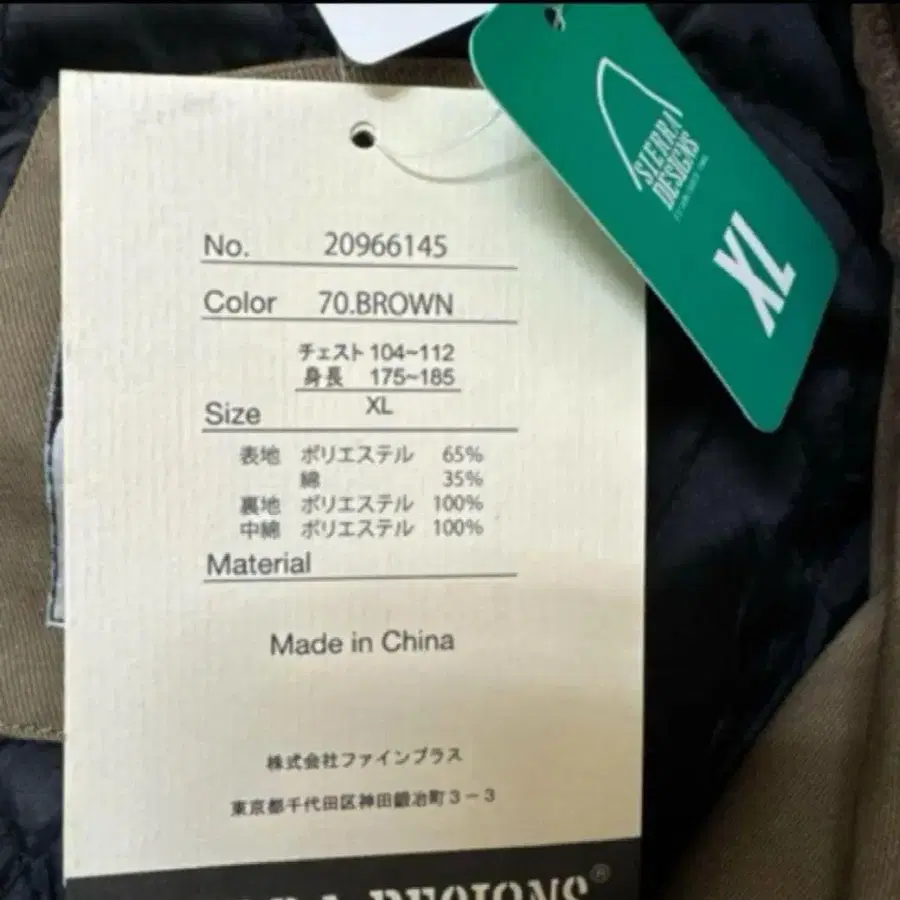 SIERRA
DESIGNS
XL
No. 20966145
Color 70.BROWN
チェスト 104~112
身長 175~185
Size XL
表地 ポリエステル 65%
綿 35%
裏地 ポリエステル 100%
中綿 ポリエステル 100%
Material
Made in China
株式会社ファインプラス
東京都千代田区神田鍛冶町3-3
DESIGNS®